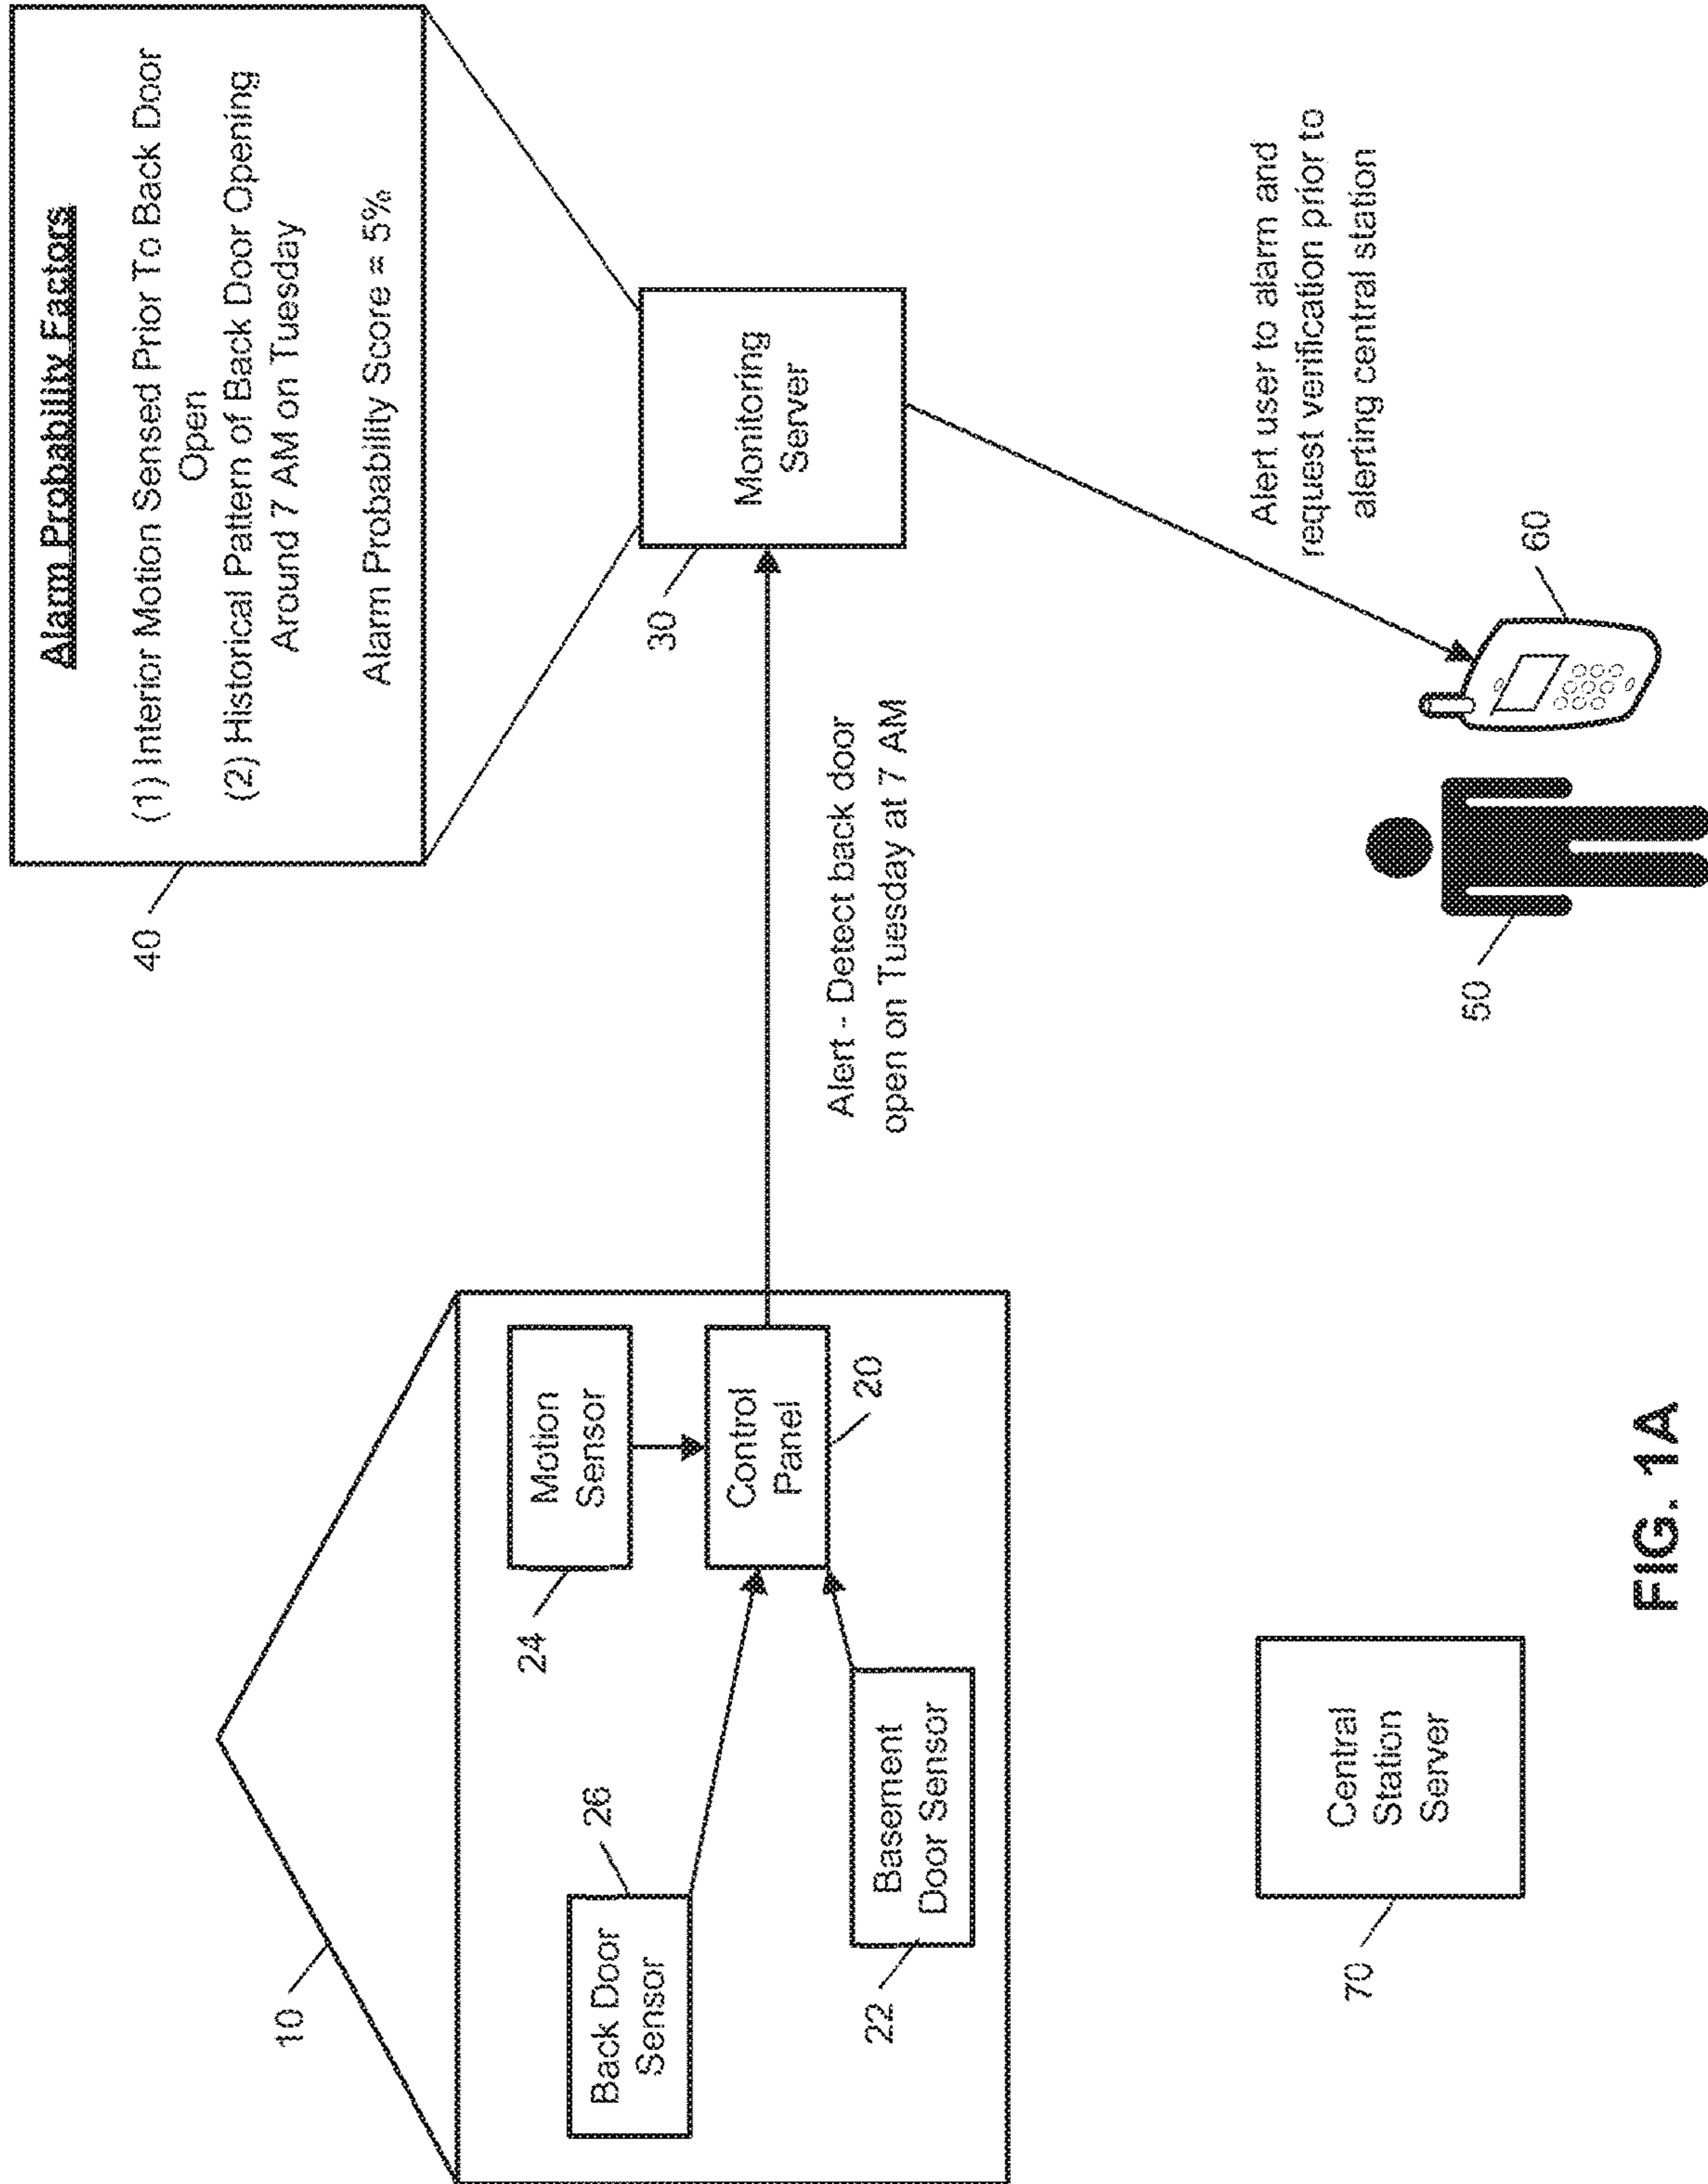 Alarm Probability Factors
(1) Interior Motion Sensed Prior To Back Door
Open
(2) Historical Pattern of Back Door Opening
Around 7 AM on Tuesday
Alarm Probability Score = 5%
40
10
Motion
Sensor
24
Back Door
Sensor
26
Control
Panel
20
Basement
Door Sensor
22
Alert - Detect back door
open on Tuesday at 7 AM
Monitoring
Server
30
Alert user to alarm and
request verification prior to
alerting central station
60
50
Central
Station
Server
70
FIG. 1A